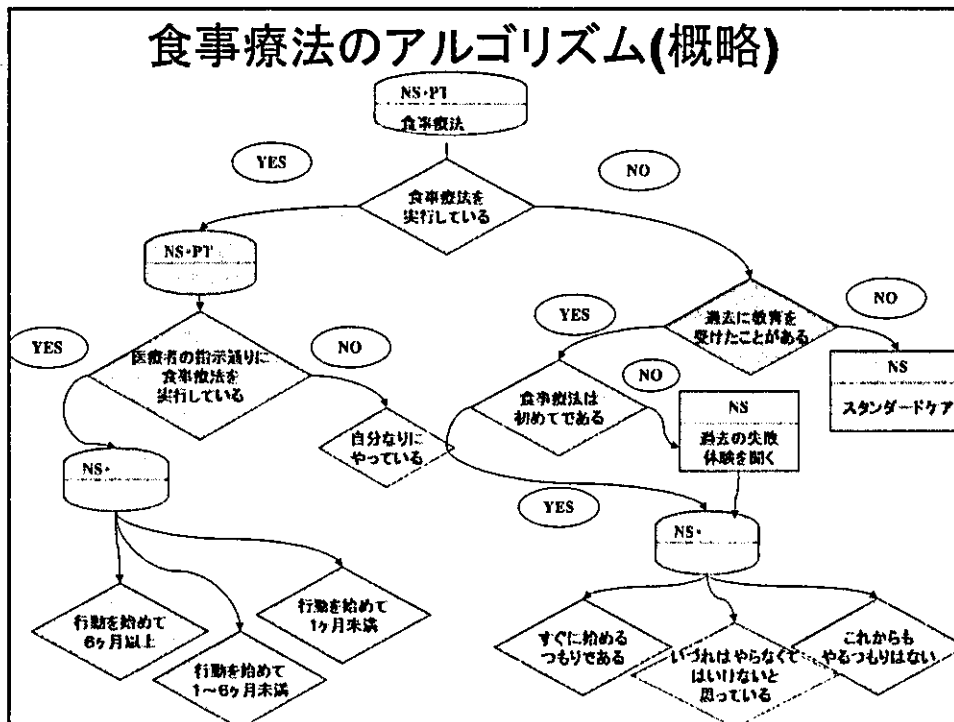 食事療法のアルゴリズム(概略)
NS・PT
食事療法
YES
NO
食事療法を
実行している
NS・PT
YES
NO
過去に教育を
受けたことがある
YES
NO
医療者の指示通りに
食事療法を
実行している
NO
食事療法は
初めてである
NS
スタンダードケア
NS
過去の失敗
体験を聞く
自分なりに
やっている
NS・
YES
NS・
行動を始めて
6ヶ月以上
行動を始めて
1~6ヶ月未満
行動を始めて
1ヶ月未満
すぐに始める
つもりである
いづれはやらなくて
はいけないと
思っている
これからも
やるつもりはない